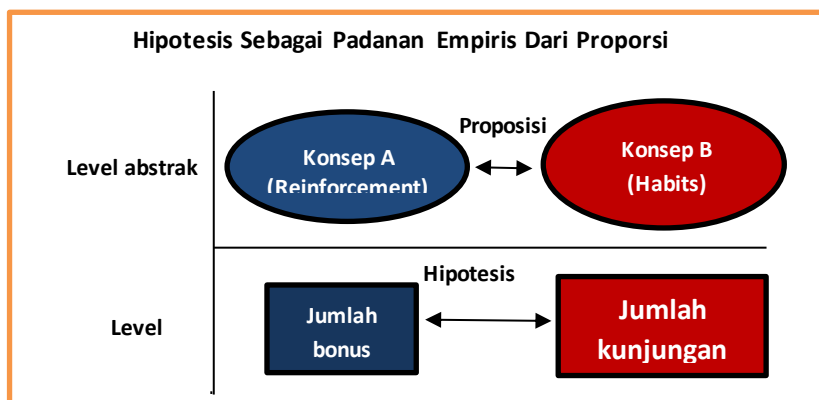 Hipotesis Sebagai Padanan Empiris Dari Proporsi
Proposisi
Level abstrak
Konsep A
(Reinforcement)
Konsep B
(Habits)
Hipotesis
Level
Jumlah
bonus
Jumlah
kunjungan